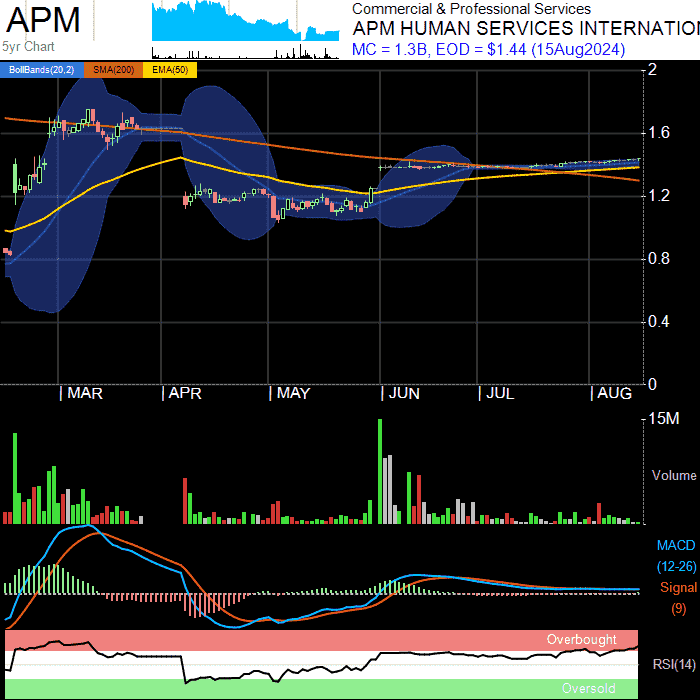 APM
5yr Chart
Commercial & Professional Services
APM HUMAN SERVICES INTERNATIO
MC = 1.3B, EOD = $1.44 (15Aug2024)
BollBands(20,2) SMA(200) EMA(50)
2
1.6
1.2
0.8
0.4
0
MAR APR MAY JUN JUL AUG
15M
Volume
MACD
(12-26)
Signal
(9)
Overbought
RSI(14)
Oversold